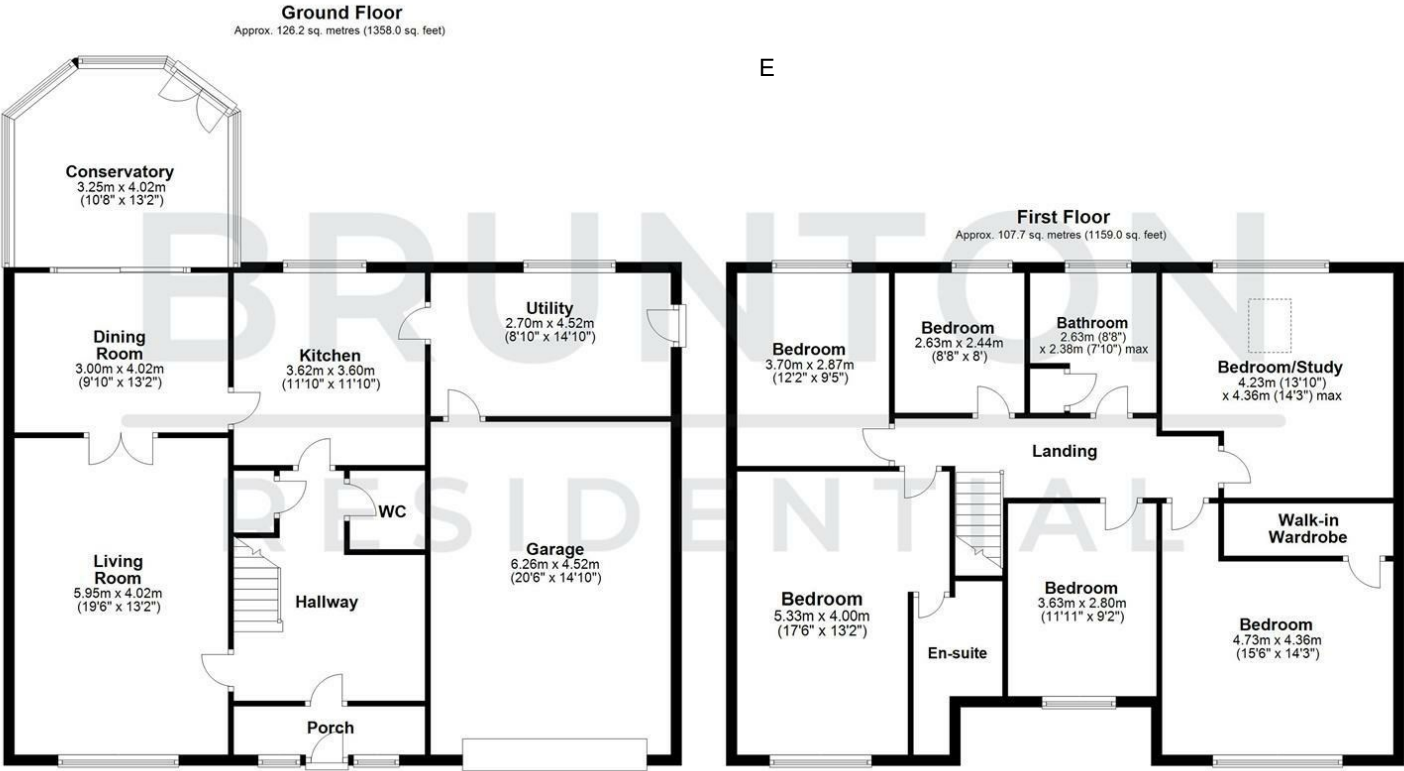 Ground Floor
Approx. 126.2 sq. metres (1358.0 sq. feet)
E
Conservatory
3.25m x 4.02m
(10'8" x 13'2")
Dining
Room
3.00m x 4.02m
(9'10" x 13'2")
Kitchen
3.62m x 3.60m
(11'10" x 11'10")
Utility
2.70m x 4.52m
(8'10" x 14'10")
WC
Living
Room
5.95m x 4.02m
(19'6" x 13'2")
Hallway
Garage
6.26m x 4.52m
(20'6" x 14'10")
Porch
First Floor
Approx. 107.7 sq. metres (1159.0 sq. feet)
Bedroom
3.70m x 2.87m
(12'2" x 9'5")
Bedroom
2.63m x 2.44m
(8'8" x 8')
Bathroom
2.63m (8'8")
x 2.38m (7'10") max
Bedroom/Study
4.23m (13'10")
x 4.36m (14'3") max
Landing
Walk-in
Wardrobe
Bedroom
5.33m x 4.00m
(17'6" x 13'2")
En-suite
Bedroom
3.63m x 2.80m
(11'11" x 9'2")
Bedroom
4.73m x 4.36m
(15'6" x 14'3")
BRUNTON
RESIDENTIAL